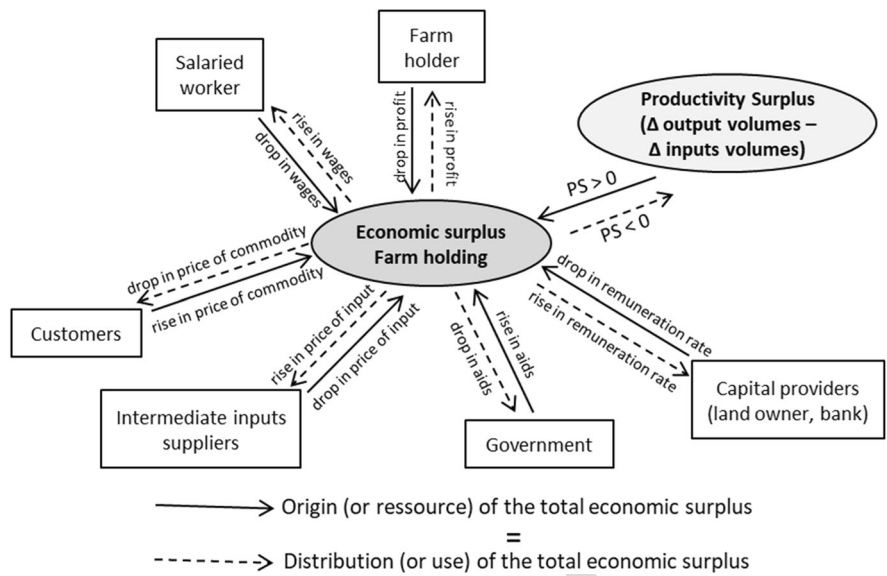 Farm
holder
Salaried
worker
Productivity Surplus
(Δ output volumes –
Δ inputs volumes)
drop in profit
rise in profit
rise in wages
drop in wages
PS > 0
PS < 0
Economic surplus
Farm holding
drop in price of commodity
rise in price of commodity
Customers
rise in price of input
drop in price of input
Intermediate inputs
suppliers
drop in aids
rise in aids
Government
drop in remuneration rate
rise in remuneration rate
Capital providers
(land owner, bank)
Origin (or ressource) of the total economic surplus
=
Distribution (or use) of the total economic surplus